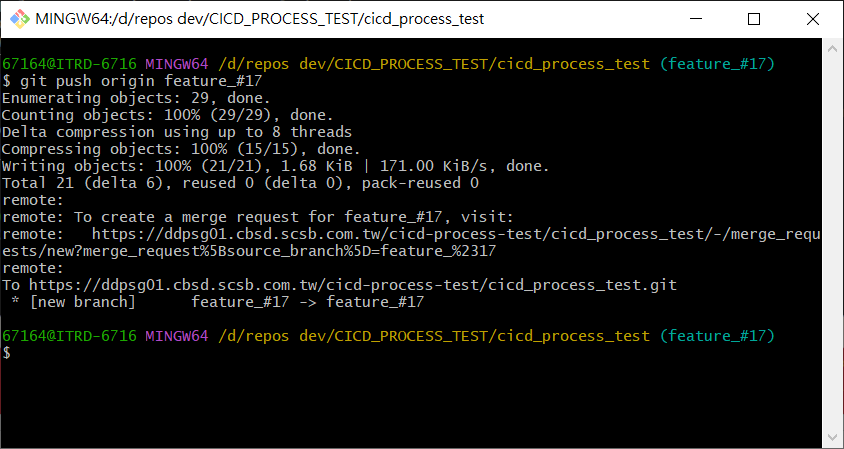 MINGW64:/d/repos dev/CICD_PROCESS_TEST/cicd_process_test
67164@ITRD-6716 MINGW64 /d/repos dev/CICD_PROCESS_TEST/cicd_process_test (feature_#17)
$ git push origin feature_#17
Enumerating objects: 29, done.
Counting objects: 100% (29/29), done.
Delta compression using up to 8 threads
Compressing objects: 100% (15/15), done.
Writing objects: 100% (21/21), 1.68 KiB | 171.00 KiB/s, done.
Total 21 (delta 6), reused 0 (delta 0), pack-reused 0
remote:
remote: To create a merge request for feature_#17, visit:
remote:   https://ddpsg01.cbsd.scsb.com.tw/cicd-process-test/cicd_process_test/-/merge_requ
ests/new?merge_request%5Bsource_branch%5D=feature_%2317
remote:
To https://ddpsg01.cbsd.scsb.com.tw/cicd-process-test/cicd_process_test.git
 * [new branch]      feature_#17 -> feature_#17
67164@ITRD-6716 MINGW64 /d/repos dev/CICD_PROCESS_TEST/cicd_process_test (feature_#17)
$